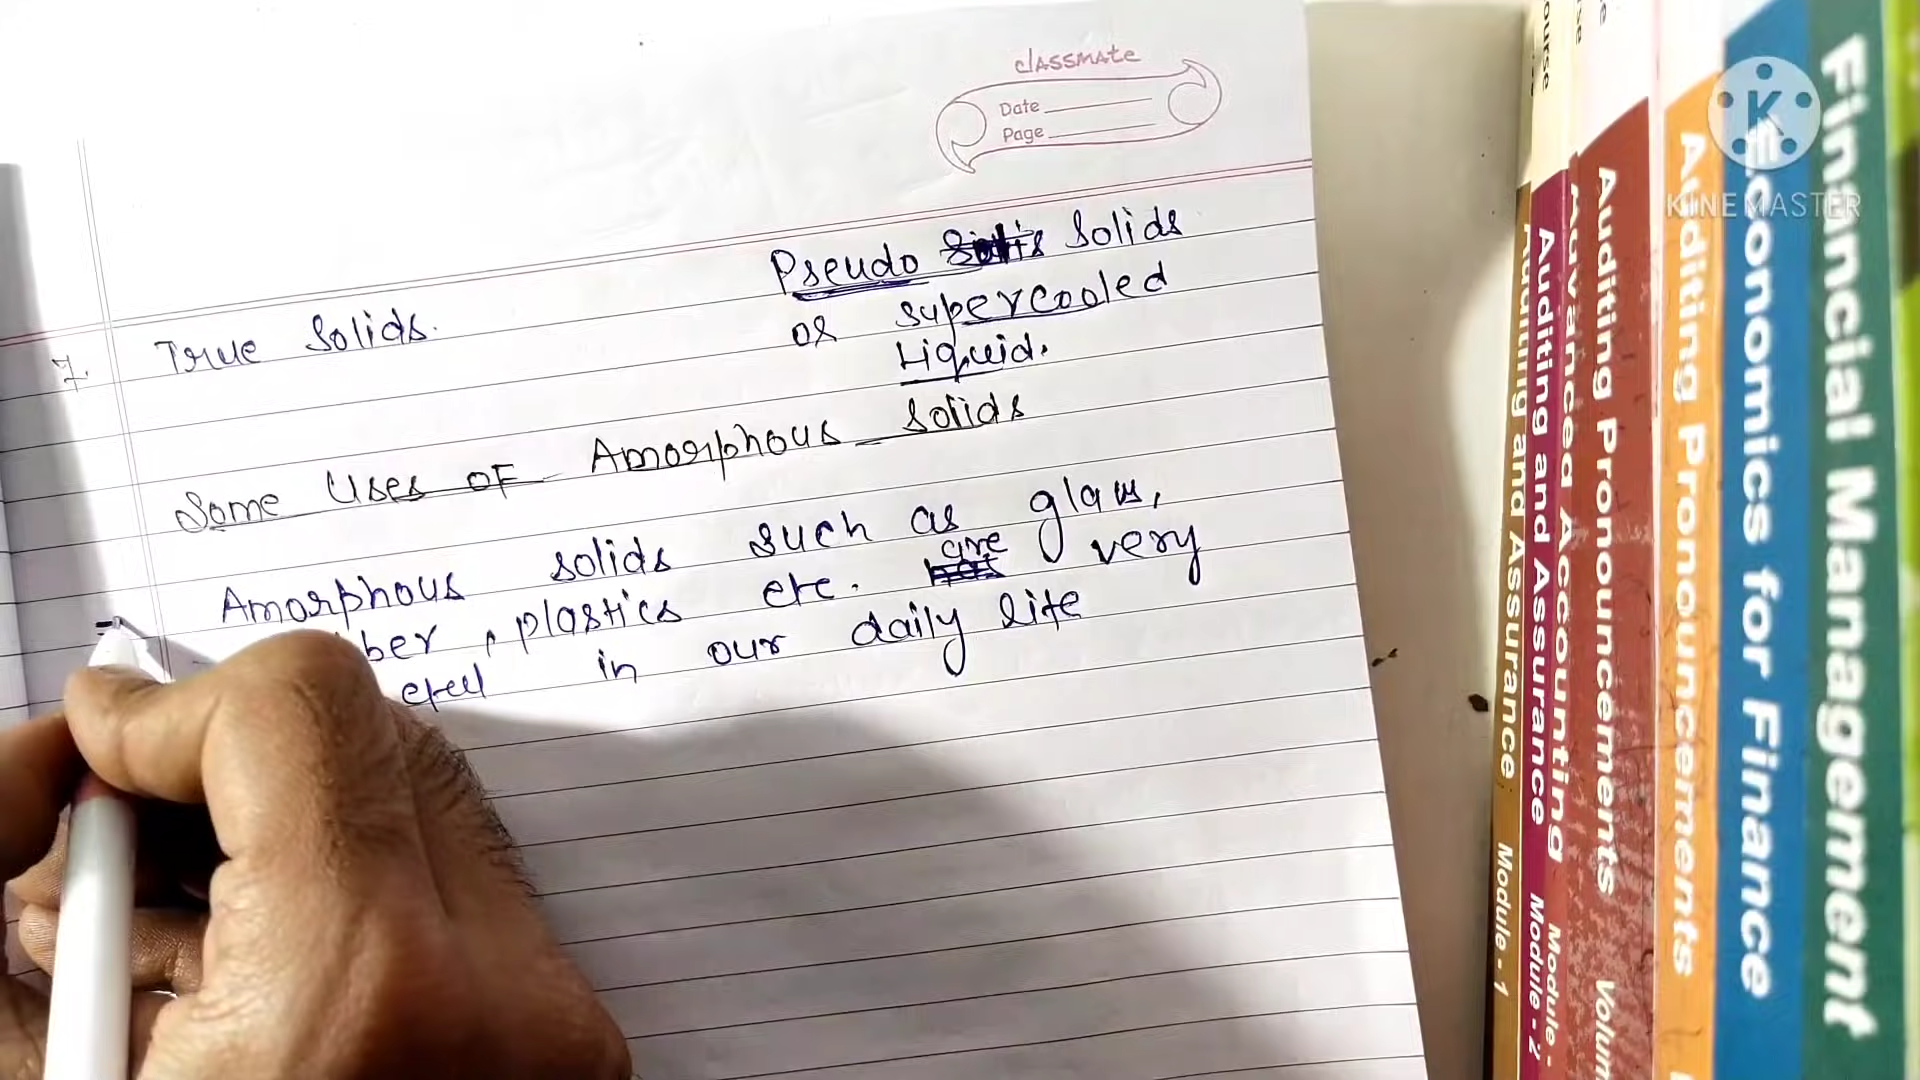 classmate
Date
Page
7. True Solids.
Pseudo Solids
or supercooled
Liquid.
Some Uses OF Amorphous solids
Amorphous solids such as glass,
ber, plastics etc. are very
eful in our daily life
KINEMASTER
Financial Management
Economics for Finance
Auditing Pronouncements
Auditing Pronouncements
Advanced Accounting Module -
Auditing and Assurance Module - 2
Auditing and Assurance Module - 1